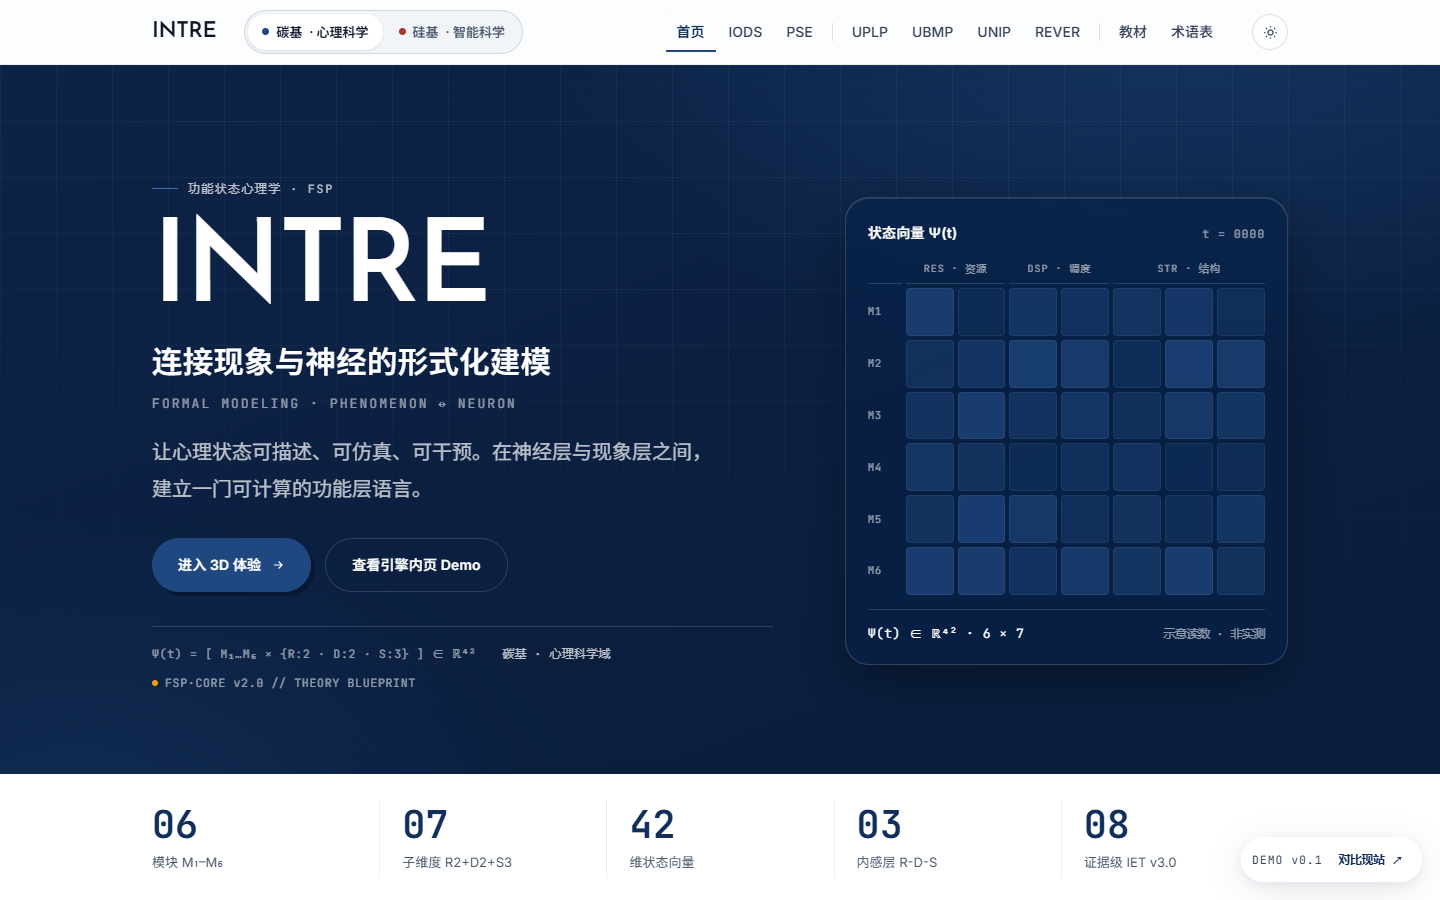 INTRE
碳基 · 心理科学
硅基 · 智能科学
首页 IODS PSE UPLP UBMP UNIP REVER 教材 术语表
功能状态心理学 · FSP
INTRE
连接现象与神经的形式化建模
FORMAL MODELING · PHENOMENON ↔ NEURON
让心理状态可描述、可仿真、可干预。在神经层与现象层之间，
建立一门可计算的功能层语言。
进入 3D 体验 →
查看引擎内页 Demo
Ψ(t) = [ M₁…M₆ × {R:2 · D:2 · S:3} ] ∈ ℝ⁴² 碳基 · 心理科学域
FSP·CORE v2.0 // THEORY BLUEPRINT
状态向量 Ψ(t) t = 0000
RES · 资源 DSP · 调度 STR · 结构
M1
M2
M3
M4
M5
M6
Ψ(t) ∈ ℝ⁴² · 6 × 7 示意读数 · 非实测
06
模块 M₁–M₆
07
子维度 R2+D2+S3
42
维状态向量
03
内感层 R-D-S
08
证据级 IET v3.0
DEMO v0.1 对比现站 ↗